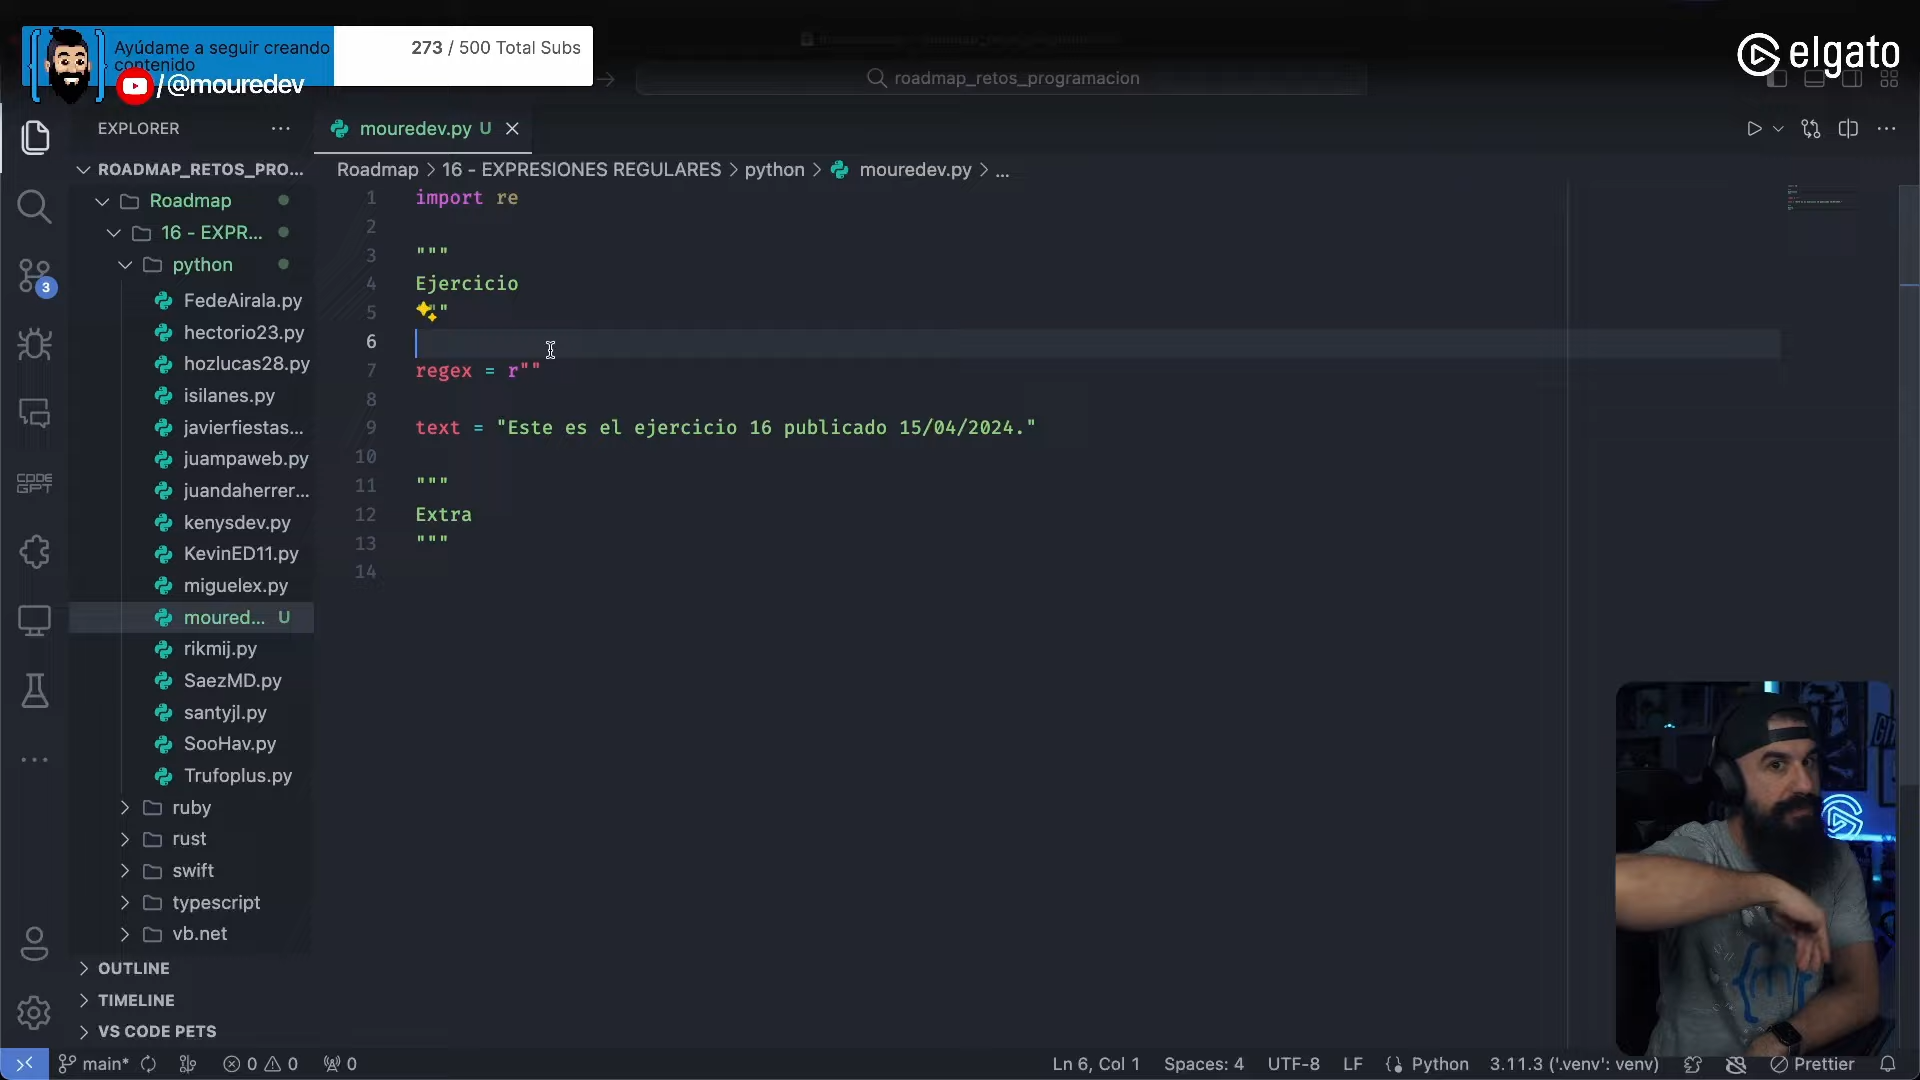 Ayúdame a seguir creando
contenido
273 / 500 Total Subs
/@mouredev
roadmap_retos_programacion
elgato
EXPLORER
mouredev.py U
ROADMAP_RETOS_PRO...
Roadmap > 16 - EXPRESIONES REGULARES > python > mouredev.py > ...
Roadmap
16 - EXPR...
python
FedeAirala.py
hectorio23.py
hozlucas28.py
isilanes.py
javierfiestas...
juampaweb.py
juandaherrer...
kenysdev.py
KevinED11.py
miguelex.py
moured... U
rikmij.py
SaezMD.py
santyjl.py
SooHav.py
Trufoplus.py
ruby
rust
swift
typescript
vb.net
OUTLINE
TIMELINE
VS CODE PETS
3
CODE
GPT
1 import re
2
3 """
4 Ejercicio
5 "
6
7 regex = r""
8
9 text = "Este es el ejercicio 16 publicado 15/04/2024."
10
11 """
12 Extra
13 """
14
main* 0 0 0 Ln 6, Col 1 Spaces: 4 UTF-8 LF {} Python 3.11.3 ('.venv': venv) Prettier